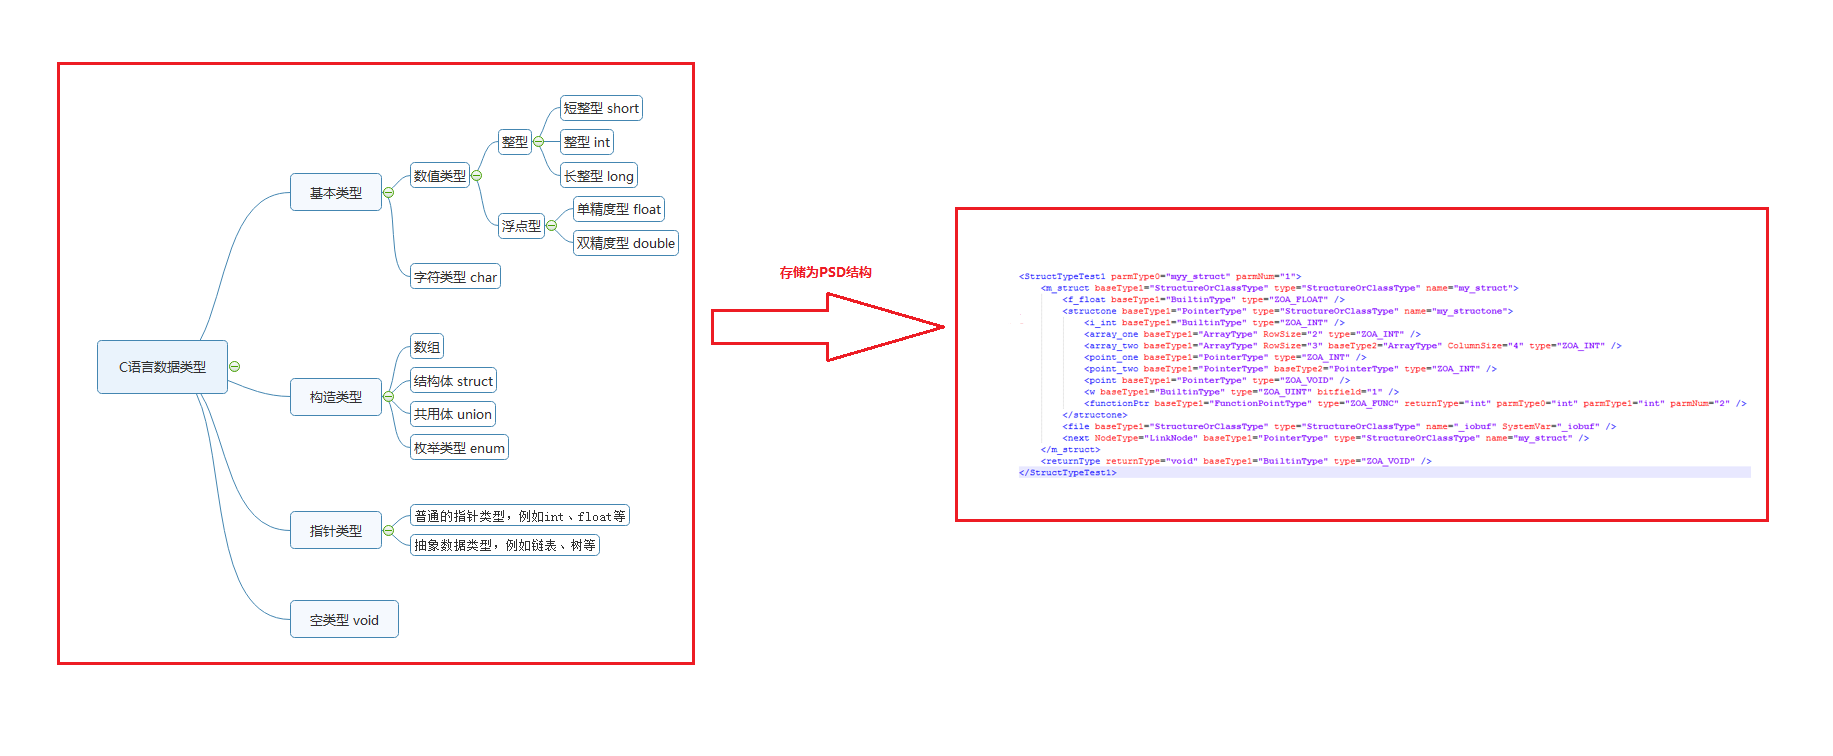 短整型 short
整型
整型 int
长整型 long
数值类型
基本类型
单精度型 float
浮点型
双精度型 double
字符类型 char
数组
C语言数据类型
结构体 struct
构造类型
共用体 union
枚举类型 enum
普通的指针类型，例如int、float等
指针类型
抽象数据类型，例如链表、树等
空类型 void
存储为PSD结构
<StructTypeTest1 parmType0="myy_struct" parmNum="1">
<m_struct baseType1="StructureOrClassType" type="StructureOrClassType" name="my_struct">
<f_float baseType1="BuiltinType" type="ZOA_FLOAT" />
<structone baseType1="PointerType" type="StructureOrClassType" name="my_structone">
<i_int baseType1="BuiltinType" type="ZOA_INT" />
<array_one baseType1="ArrayType" RowSize="2" type="ZOA_INT" />
<array_two baseType1="ArrayType" RowSize="3" baseType2="ArrayType" ColumnSize="4" type="ZOA_INT" />
<point_one baseType1="PointerType" type="ZOA_INT" />
<point_two baseType1="PointerType" baseType2="PointerType" type="ZOA_INT" />
<point baseType1="PointerType" type="ZOA_VOID" />
<w baseType1="BuiltinType" type="ZOA_UINT" bitfield="1" />
<functionPtr baseType1="FunctionPointType" type="ZOA_FUNC" returnType="int" parmType0="int" parmType1="int" parmNum="2" />
</structone>
<file baseType1="StructureOrClassType" type="StructureOrClassType" name="_iobuf" SystemVar="_iobuf" />
<next NodeType="LinkNode" baseType1="PointerType" type="StructureOrClassType" name="my_struct" />
</m_struct>
<returnType returnType="void" baseType1="BuiltinType" type="ZOA_VOID" />
</StructTypeTest1>